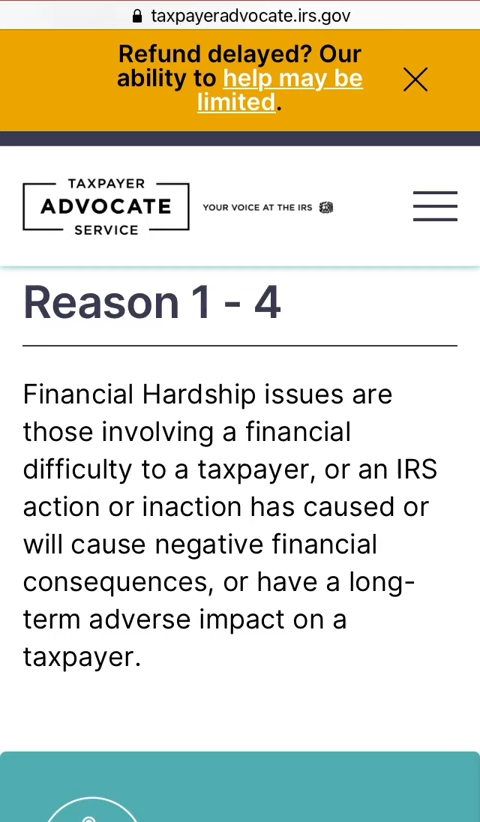 taxpayeradvocate.irs.gov
Refund delayed? Our
ability to help may be
limited.
TAXPAYER
ADVOCATE
SERVICE
YOUR VOICE AT THE IRS
Reason 1 - 4
Financial Hardship issues are
those involving a financial
difficulty to a taxpayer, or an IRS
action or inaction has caused or
will cause negative financial
consequences, or have a long-
term adverse impact on a
taxpayer.